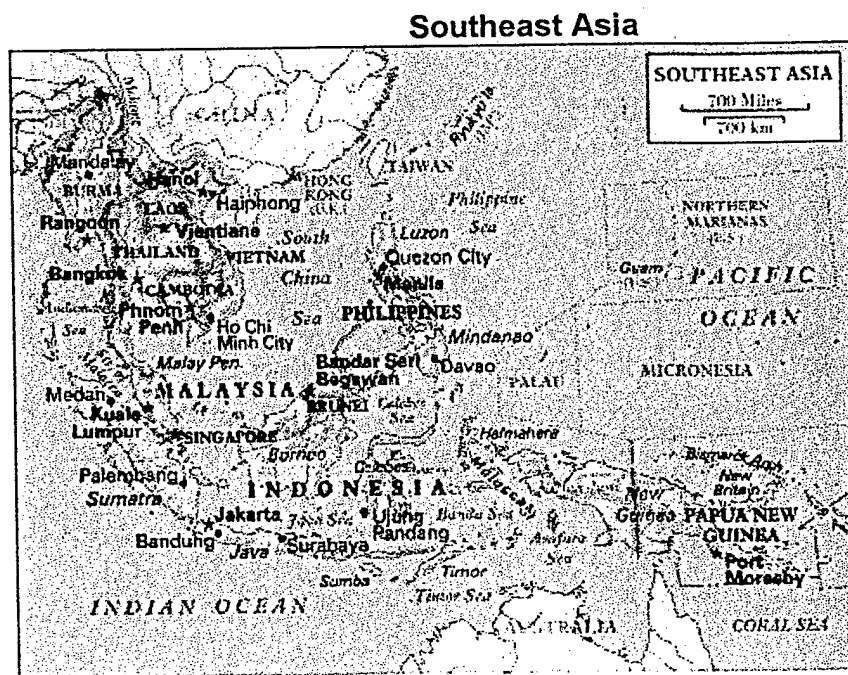 Southeast Asia
SOUTHEAST ASIA
700 Miles
700 km
CHINA
Mekong
Mandalay
BURMA
Hanoi
Haiphong
HONG
KONG
TAIWAN
LAOS
Rangoon
Vientiane
THAILAND
VIETNAM
South
China
Sea
Luzon
Philippine
Sea
NORTHERN
MARIANAS
Quezon City
Manila
Guam
PACIFIC
OCEAN
Bangkok
CAMBODIA
Phnom
Penh
Ho Chi
Minh City
Sea
PHILIPPINES
Mindanao
Malay Pen.
Bandar Seri
Begawan
Davao
PALAU
MICRONESIA
Medan
MALAYSIA
BRUNEI
Sea
Kuala
Lumpur
SINGAPORE
Borneo
Halmahera
Bismarck Arch.
New
Britain
Palembang
Sumatra
INDONESIA
New
Guinea
PAPUA NEW
GUINEA
Jakarta
Java Sea
Ujung
Pandang
Banda Sea
Arafura
Sea
Bandung
Java
Surabaya
Port
Moresby
Sumba
Timor
Timor Sea
INDIAN OCEAN
AUSTRALIA
CORAL SEA